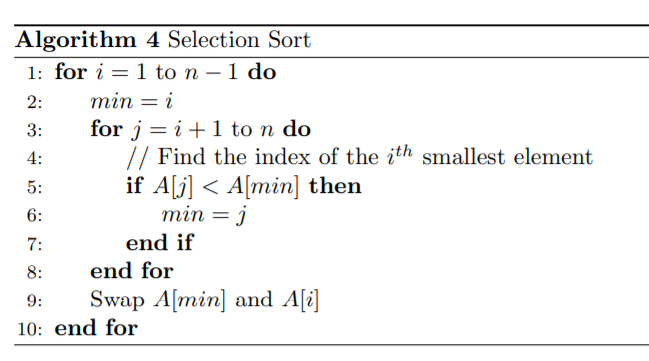 Algorithm 4 Selection Sort
1: for i = 1 to n − 1 do
2: min = i
3: for j = i + 1 to n do
4: // Find the index of the i^th smallest element
5: if A[j] < A[min] then
6: min = j
7: end if
8: end for
9: Swap A[min] and A[i]
10: end for